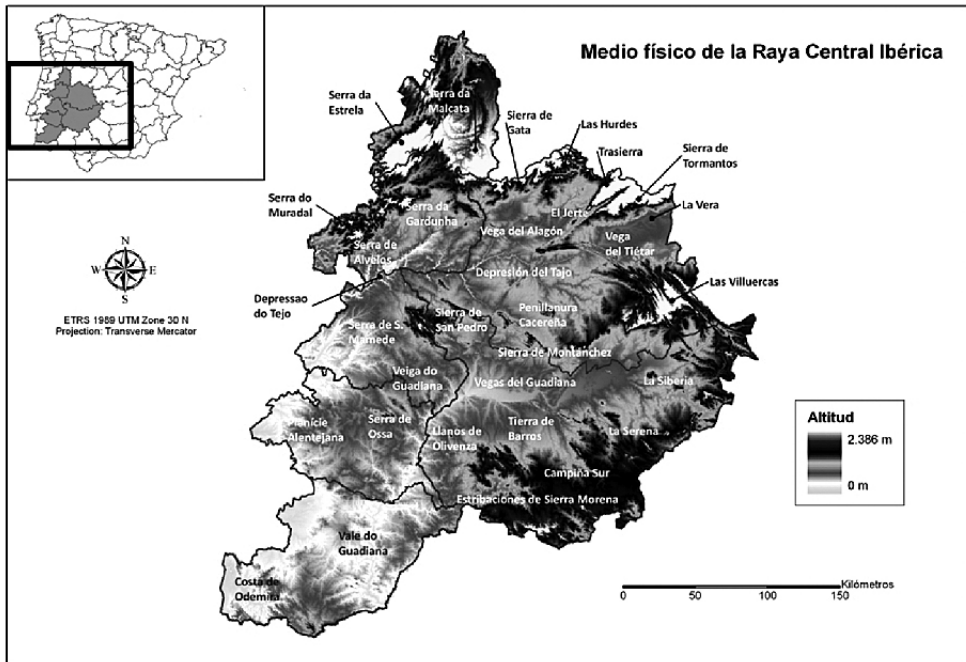 Medio físico de la Raya Central Ibérica
Serra da
Estrela
Serra da
Malcata
Sierra de
Gata
Las Hurdes
Trasierra
Sierra de
Tormantos
Serra do
Muradal
Serra da
Gardunha
El Jerte
La Vera
Vega del Alagón
Vega
del Tiétar
Serra de
Alvelos
N
W
E
S
ETRS 1989 UTM Zone 30 N
Projection: Transverse Mercator
Depressao
do Tejo
Depresión del Tajo
Las Villuercas
Sierra de
San Pedro
Penillanura
Cacereña
Serra de S.
Mamede
Sierra de Montánchez
Veiga do
Guadiana
Vegas del Guadiana
La Siberia
Planície
Alentejana
Serra de
Ossa
Llanos de
Olivenza
Tierra de
Barros
La Serena
Altitud
2.386 m
0 m
Campiña Sur
Estribaciones de Sierra Morena
Vale do
Guadiana
Costa de
Odemira
Kilómetros
0 50 100 150